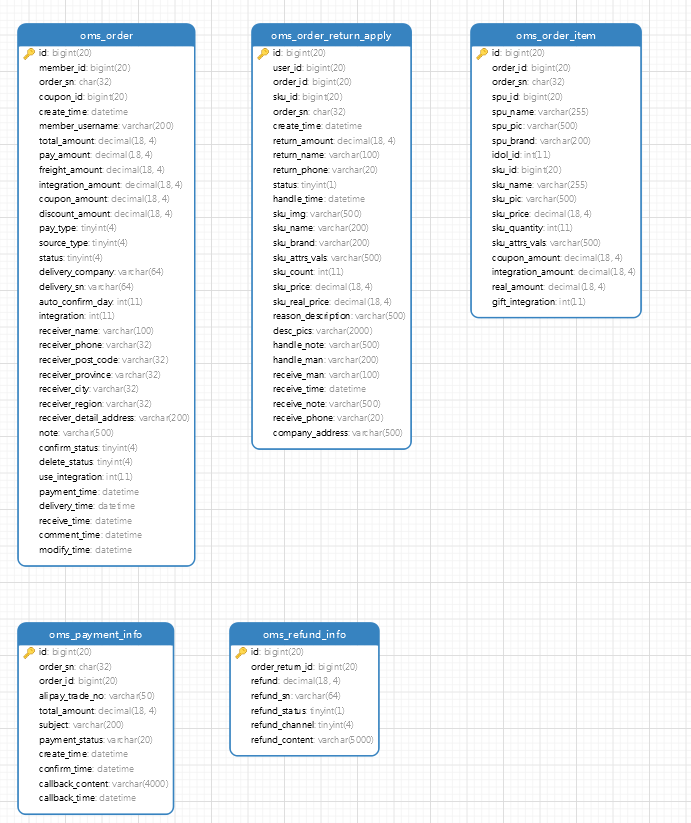 oms_order
id: bigint(20)
member_id: bigint(20)
order_sn: char(32)
coupon_id: bigint(20)
create_time: datetime
member_username: varchar(200)
total_amount: decimal(18, 4)
pay_amount: decimal(18, 4)
freight_amount: decimal(18, 4)
integration_amount: decimal(18, 4)
coupon_amount: decimal(18, 4)
discount_amount: decimal(18, 4)
pay_type: tinyint(4)
source_type: tinyint(4)
status: tinyint(4)
delivery_company: varchar(64)
delivery_sn: varchar(64)
auto_confirm_day: int(11)
integration: int(11)
receiver_name: varchar(100)
receiver_phone: varchar(32)
receiver_post_code: varchar(32)
receiver_province: varchar(32)
receiver_city: varchar(32)
receiver_region: varchar(32)
receiver_detail_address: varchar(200)
note: varchar(500)
confirm_status: tinyint(4)
delete_status: tinyint(4)
use_integration: int(11)
payment_time: datetime
delivery_time: datetime
receive_time: datetime
comment_time: datetime
modify_time: datetime
oms_order_return_apply
id: bigint(20)
user_id: bigint(20)
order_id: bigint(20)
sku_id: bigint(20)
order_sn: char(32)
create_time: datetime
return_amount: decimal(18, 4)
return_name: varchar(100)
return_phone: varchar(20)
status: tinyint(1)
handle_time: datetime
sku_img: varchar(500)
sku_name: varchar(200)
sku_brand: varchar(200)
sku_attrs_vals: varchar(500)
sku_count: int(11)
sku_price: decimal(18, 4)
sku_real_price: decimal(18, 4)
reason_description: varchar(500)
desc_pics: varchar(2000)
handle_note: varchar(500)
handle_man: varchar(200)
receive_man: varchar(100)
receive_time: datetime
receive_note: varchar(500)
receive_phone: varchar(20)
company_address: varchar(500)
oms_order_item
id: bigint(20)
order_id: bigint(20)
order_sn: char(32)
spu_id: bigint(20)
spu_name: varchar(255)
spu_pic: varchar(500)
spu_brand: varchar(200)
idol_id: int(11)
sku_id: bigint(20)
sku_name: varchar(255)
sku_pic: varchar(500)
sku_price: decimal(18, 4)
sku_quantity: int(11)
sku_attrs_vals: varchar(500)
coupon_amount: decimal(18, 4)
integration_amount: decimal(18, 4)
real_amount: decimal(18, 4)
gift_integration: int(11)
oms_payment_info
id: bigint(20)
order_sn: char(32)
order_id: bigint(20)
alipay_trade_no: varchar(50)
total_amount: decimal(18, 4)
subject: varchar(200)
payment_status: varchar(20)
create_time: datetime
confirm_time: datetime
callback_content: varchar(4000)
callback_time: datetime
oms_refund_info
id: bigint(20)
order_return_id: bigint(20)
refund: decimal(18, 4)
refund_sn: varchar(64)
refund_status: tinyint(1)
refund_channel: tinyint(4)
refund_content: varchar(5000)